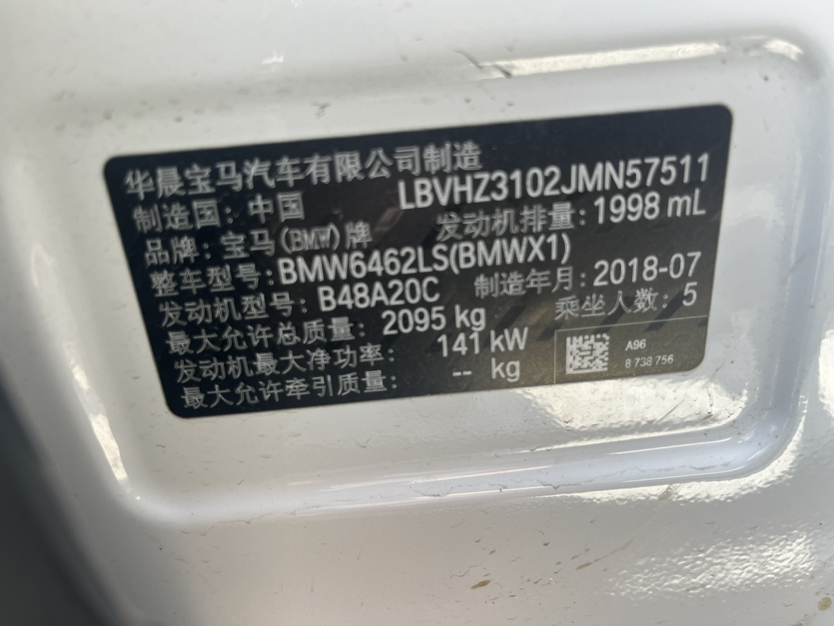 华晨宝马汽车有限公司制造
制造国：中国 LBVHZ3102JMN57511
品牌：宝马(BMW)牌 发动机排量：1998 mL
整车型号：BMW6462LS(BMWX1)
发动机型号：B48A20C 制造年月：2018-07
最大允许总质量：2095 kg 乘坐人数：5
发动机最大净功率：141 kW
最大允许牵引质量：-- kg
A96
8 738 756